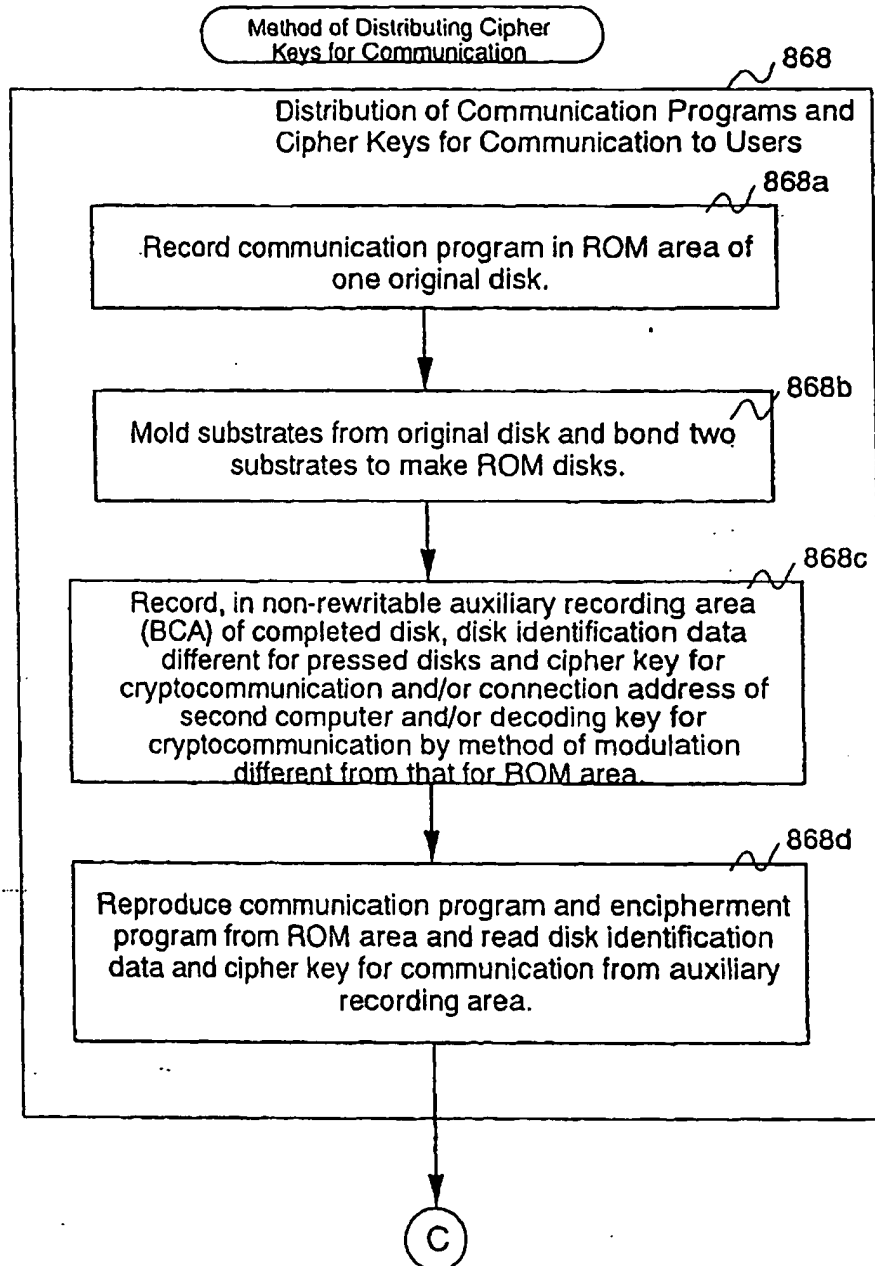 Method of Distributing Cipher
Keys for Communication
868
Distribution of Communication Programs and
Cipher Keys for Communication to Users
868a
Record communication program in ROM area of
one original disk.
868b
Mold substrates from original disk and bond two
substrates to make ROM disks.
868c
Record, in non-rewritable auxiliary recording area
(BCA) of completed disk, disk identification data
different for pressed disks and cipher key for
cryptocommunication and/or connection address of
second computer and/or decoding key for
cryptocommunication by method of modulation
different from that for ROM area.
868d
Reproduce communication program and encipherment
program from ROM area and read disk identification
data and cipher key for communication from auxiliary
recording area.
C